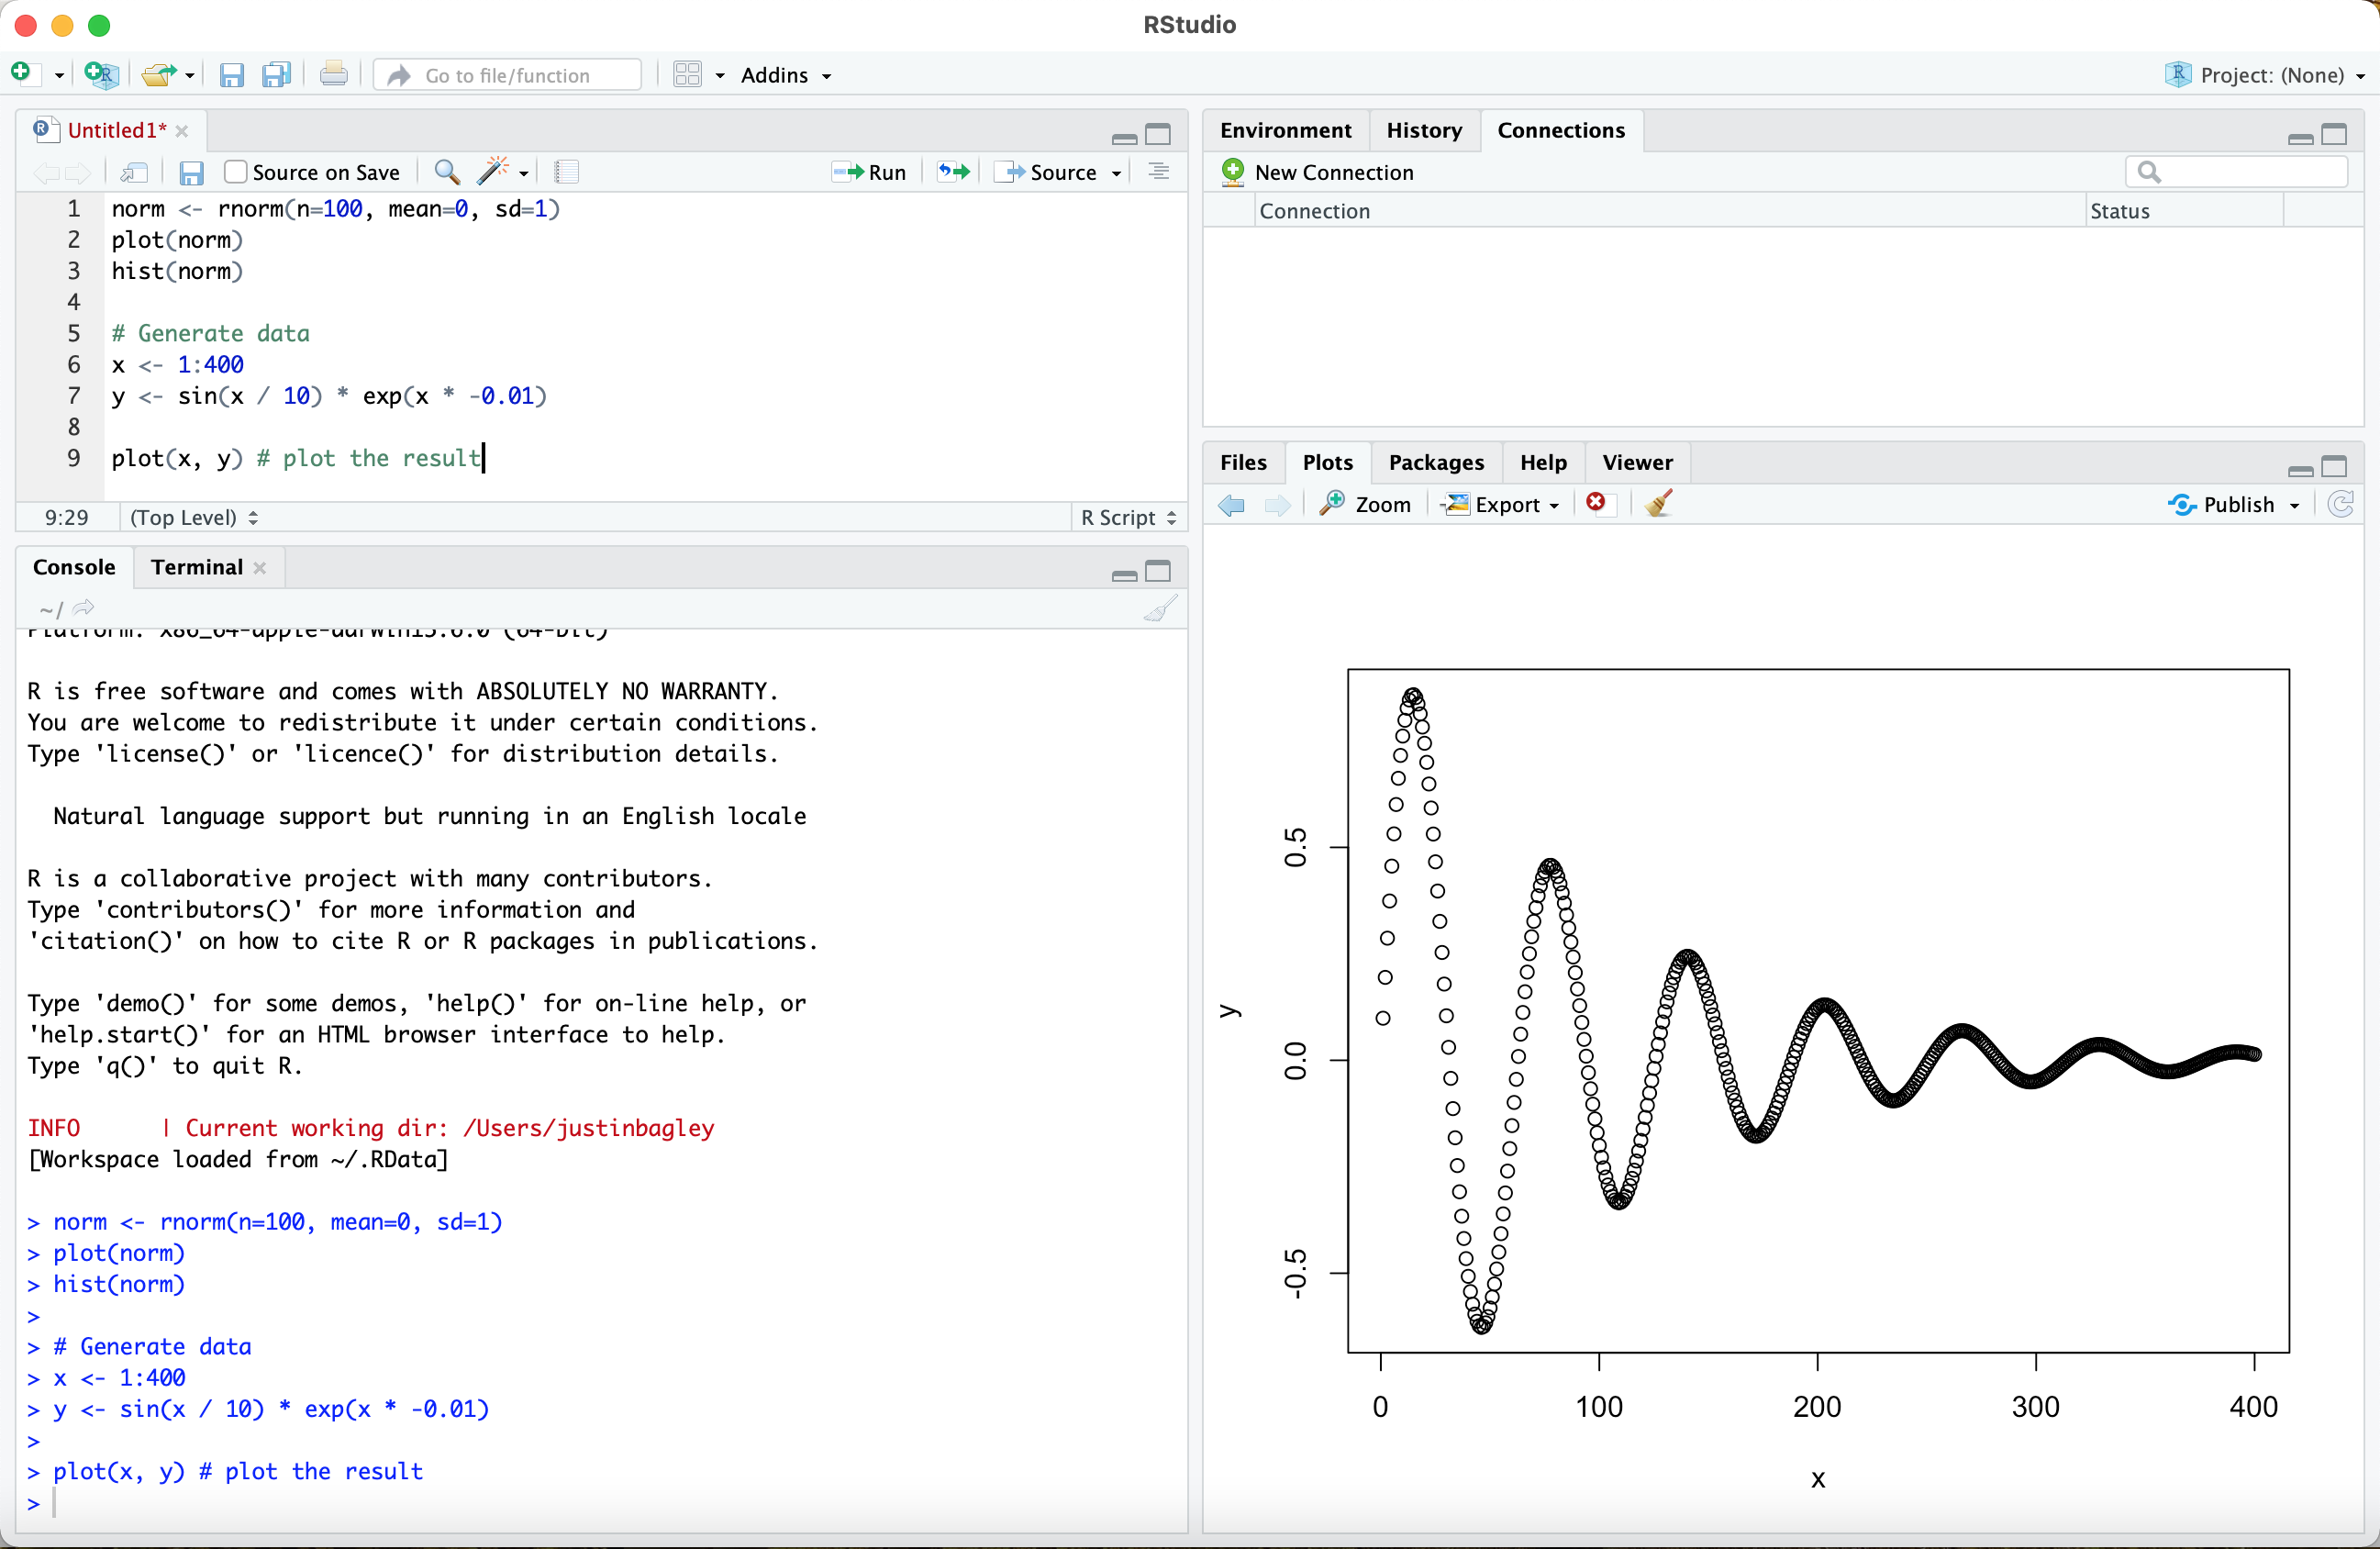 RStudio
Go to file/function
Addins
Project: (None)
Untitled1*
Source on Save
Run
Source
1 norm <- rnorm(n=100, mean=0, sd=1)
2 plot(norm)
3 hist(norm)
4
5 # Generate data
6 x <- 1:400
7 y <- sin(x / 10) * exp(x * -0.01)
8
9 plot(x, y) # plot the result
9:29
(Top Level)
R Script
Console
Terminal
~/
Platform: x86_64-apple-darwin15.6.0 (64-bit)
R is free software and comes with ABSOLUTELY NO WARRANTY.
You are welcome to redistribute it under certain conditions.
Type 'license()' or 'licence()' for distribution details.
Natural language support but running in an English locale
R is a collaborative project with many contributors.
Type 'contributors()' for more information and
'citation()' on how to cite R or R packages in publications.
Type 'demo()' for some demos, 'help()' for on-line help, or
'help.start()' for an HTML browser interface to help.
Type 'q()' to quit R.
INFO | Current working dir: /Users/justinbagley
[Workspace loaded from ~/.RData]
> norm <- rnorm(n=100, mean=0, sd=1)
> plot(norm)
> hist(norm)
>
> # Generate data
> x <- 1:400
> y <- sin(x / 10) * exp(x * -0.01)
>
> plot(x, y) # plot the result
>
Environment
History
Connections
New Connection
Connection
Status
Files
Plots
Packages
Help
Viewer
Zoom
Export
Publish
0.5
0.0
-0.5
y
0 100 200 300 400
x